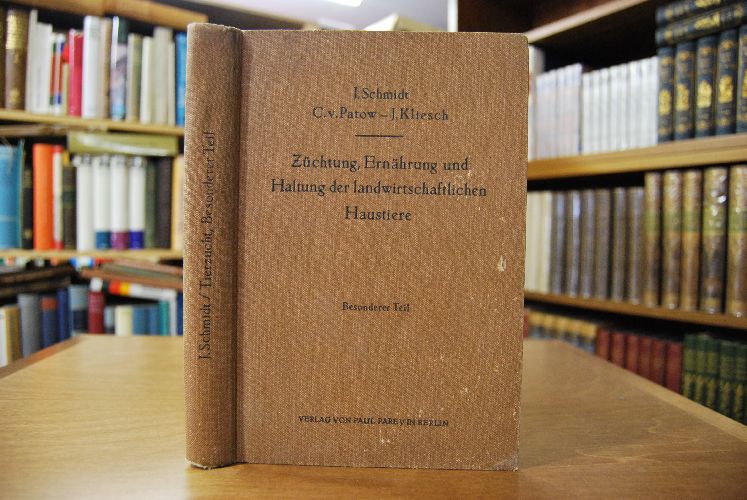 J. Schmidt / Tierzucht, Besonderer Teil
J. Schmidt
C. v. Patow – J. Kliesch
Züchtung, Ernährung und
Haltung der landwirtschaftlichen
Haustiere
Besonderer Teil
VERLAG VON PAUL PAREY IN BERLIN